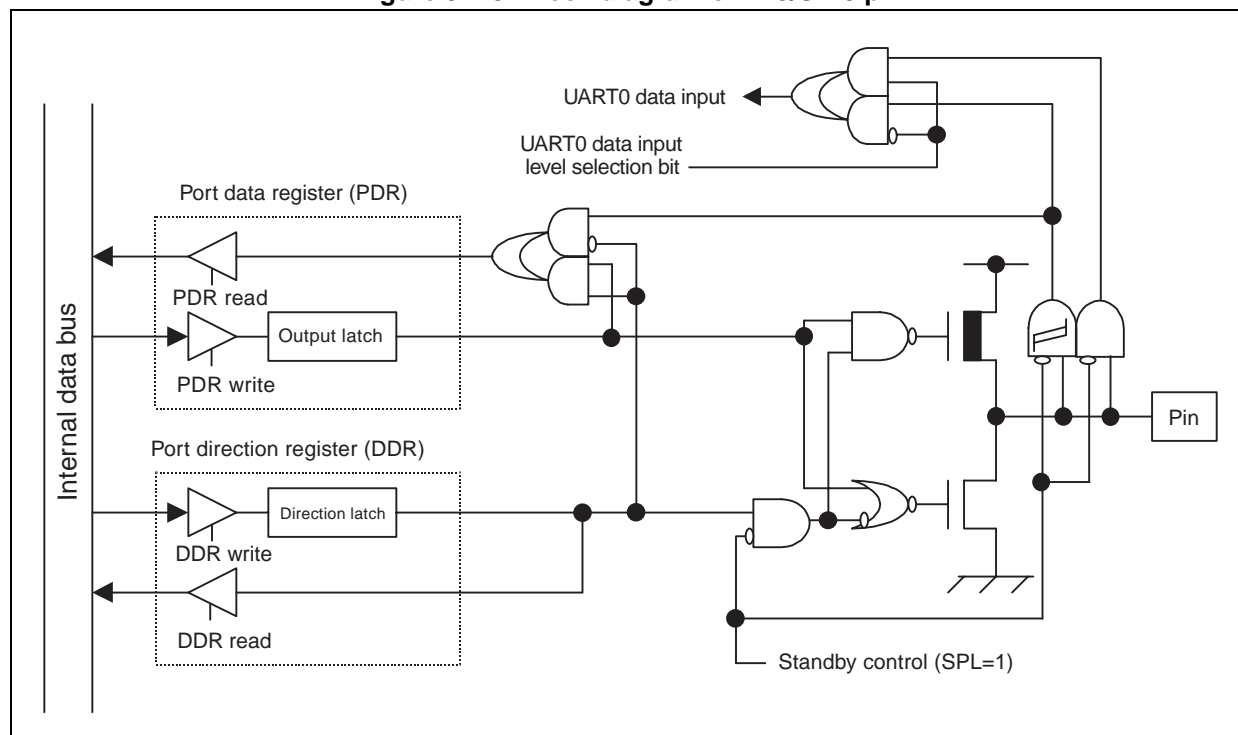 UART0 data input
UART0 data input
level selection bit
Port data register (PDR)
PDR read
Output latch
PDR write
Internal data bus
Pin
Port direction register (DDR)
Direction latch
DDR write
DDR read
Standby control (SPL=1)